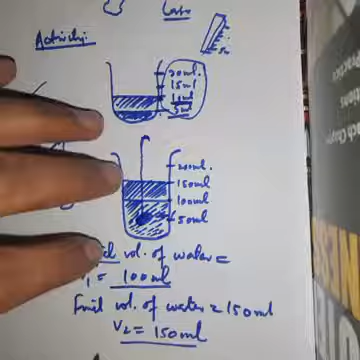 Activity:
20ml.
15ml
10ml
5ml
200ml.
150ml
100ml
50ml
vol. of water =
= 100ml
Final vol. of water = 150ml
V2 = 150ml